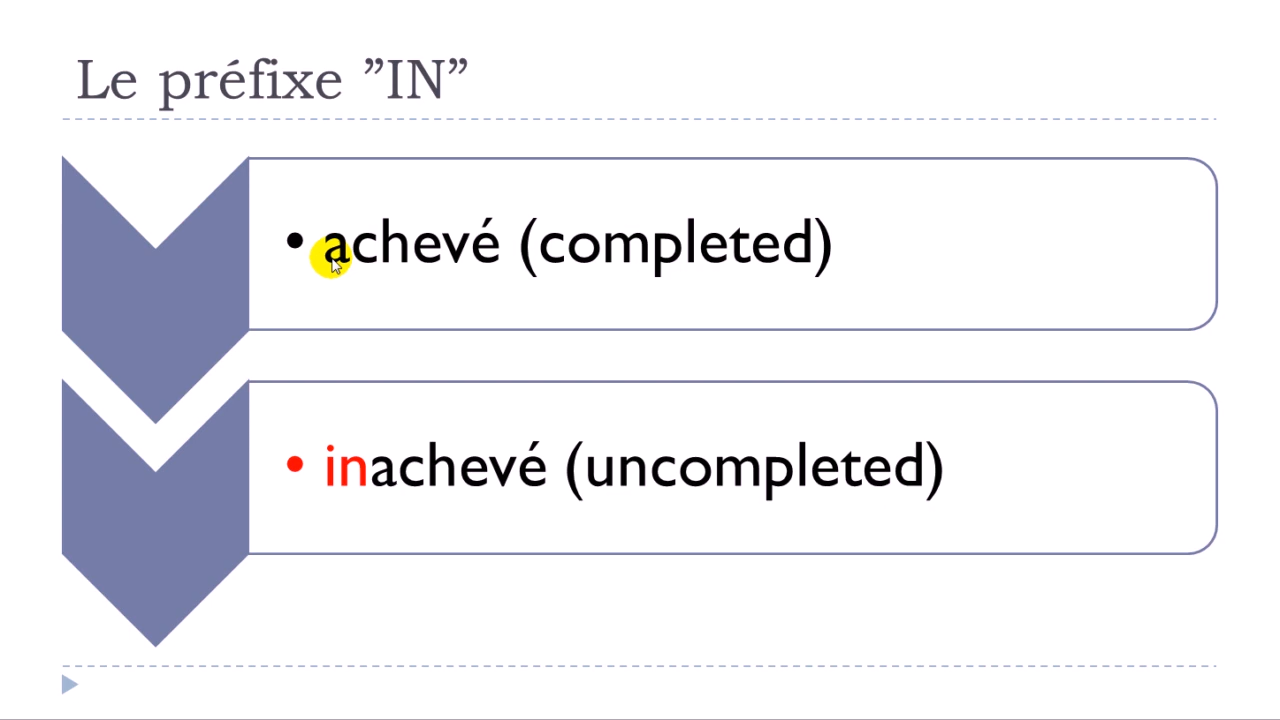 Le préfixe ”IN”
• achevé (completed)
• inachevé (uncompleted)